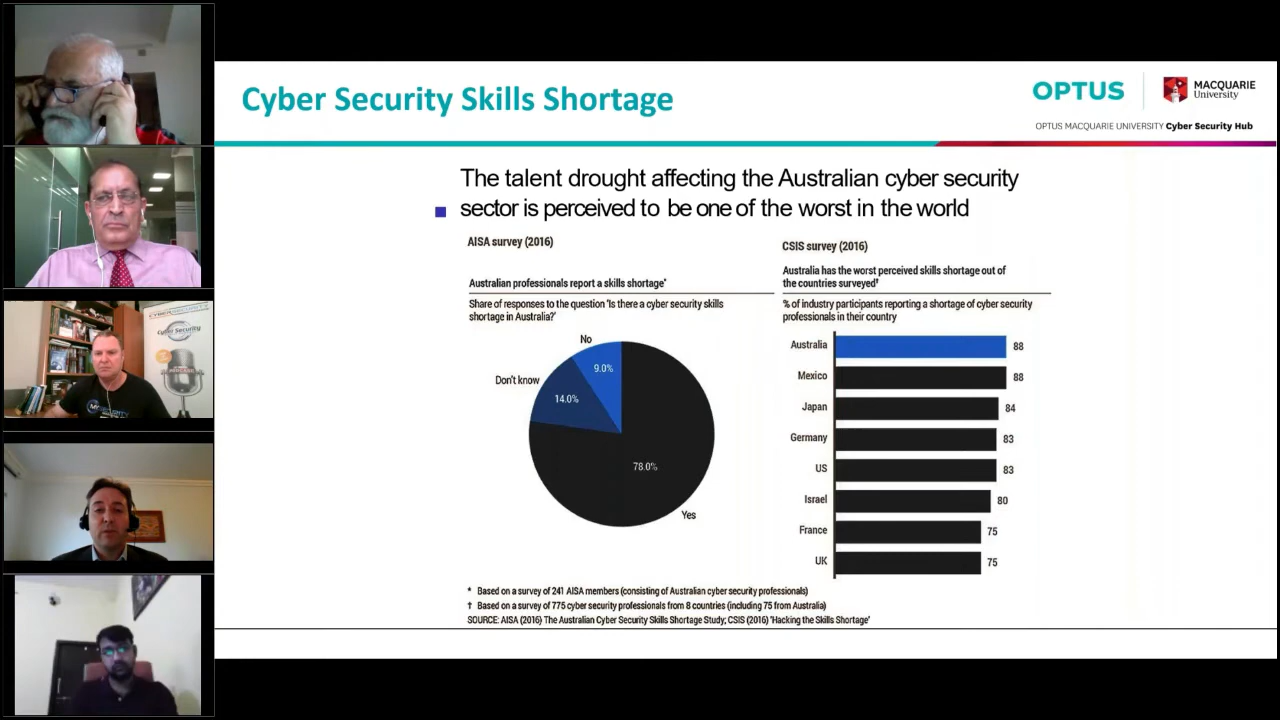 Cyber Security Skills Shortage
OPTUS
MACQUARIE
University
OPTUS MACQUARIE UNIVERSITY Cyber Security Hub
The talent drought affecting the Australian cyber security
sector is perceived to be one of the worst in the world
AISA survey (2016)
Australian professionals report a skills shortage*
Share of responses to the question 'Is there a cyber security skills
shortage in Australia?'
No
9.0%
Don't know
14.0%
78.0%
Yes
CSIS survey (2016)
Australia has the worst perceived skills shortage out of
the countries surveyed†
% of industry participants reporting a shortage of cyber security
professionals in their country
Australia 88
Mexico 88
Japan 84
Germany 83
US 83
Israel 80
France 75
UK 75
* Based on a survey of 241 AISA members (consisting of Australian cyber security professionals)
† Based on a survey of 775 cyber security professionals from 8 countries (including 75 from Australia)
SOURCE: AISA (2016) The Australian Cyber Security Skills Shortage Study; CSIS (2016) 'Hacking the Skills Shortage'
Cyber Security